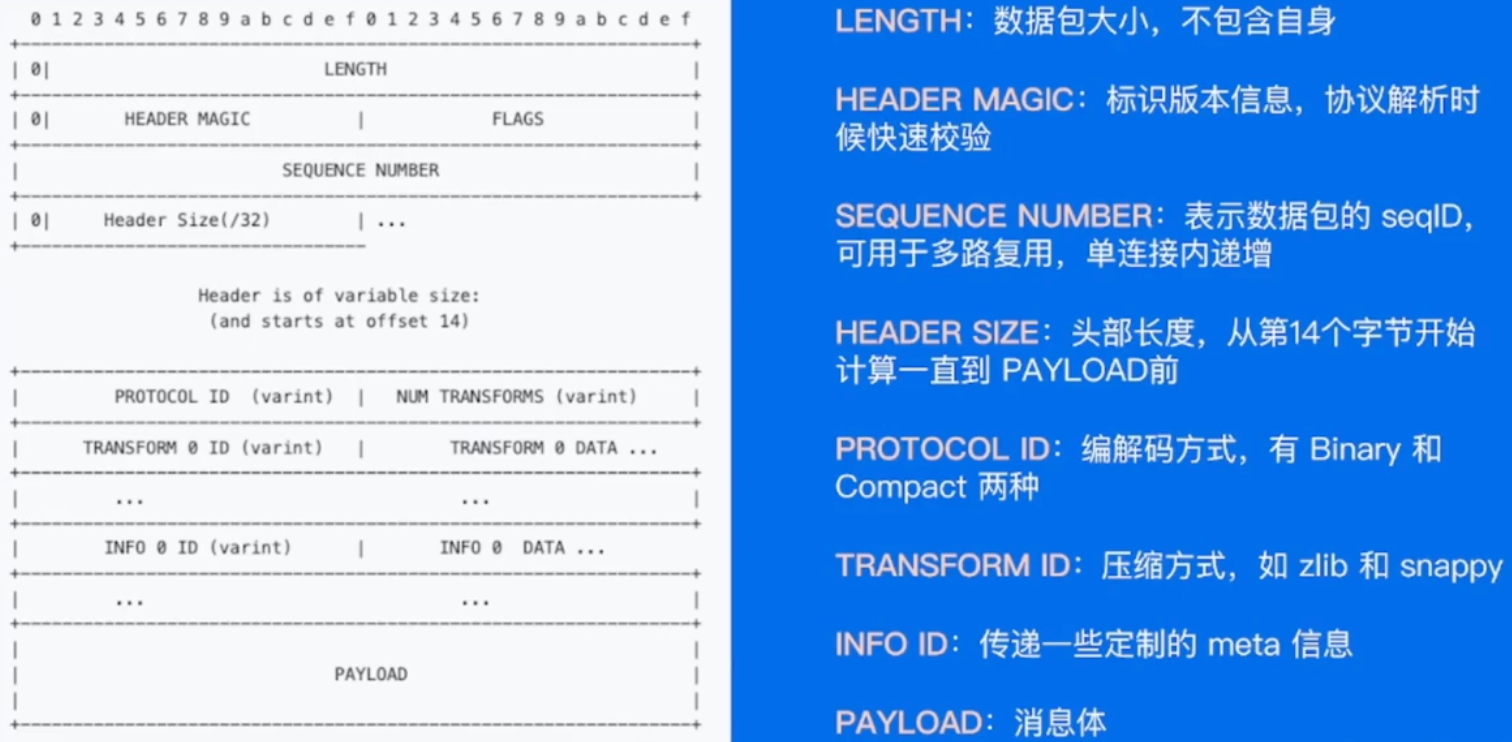 0 1 2 3 4 5 6 7 8 9 a b c d e f 0 1 2 3 4 5 6 7 8 9 a b c d e f
+----------------------------------------------------------------+
| 0| LENGTH |
+----------------------------------------------------------------+
| 0| HEADER MAGIC | FLAGS |
+----------------------------------------------------------------+
| SEQUENCE NUMBER |
+----------------------------------------------------------------+
| 0| Header Size(/32) | ...
+---------------------------------
Header is of variable size:
(and starts at offset 14)
+----------------------------------------------------------------+
| PROTOCOL ID (varint) | NUM TRANSFORMS (varint) |
+----------------------------------------------------------------+
| TRANSFORM 0 ID (varint) | TRANSFORM 0 DATA ...
+----------------------------------------------------------------+
| ... ... |
+----------------------------------------------------------------+
| INFO 0 ID (varint) | INFO 0 DATA ...
+----------------------------------------------------------------+
| ... ... |
+----------------------------------------------------------------+
| |
| PAYLOAD |
| |
+----------------------------------------------------------------+
LENGTH：数据包大小，不包含自身
HEADER MAGIC：标识版本信息，协议解析时
候快速校验
SEQUENCE NUMBER：表示数据包的 seqID，
可用于多路复用，单连接内递增
HEADER SIZE：头部长度，从第14个字节开始
计算一直到 PAYLOAD前
PROTOCOL ID：编解码方式，有 Binary 和
Compact 两种
TRANSFORM ID：压缩方式，如 zlib 和 snappy
INFO ID：传递一些定制的 meta 信息
PAYLOAD：消息体